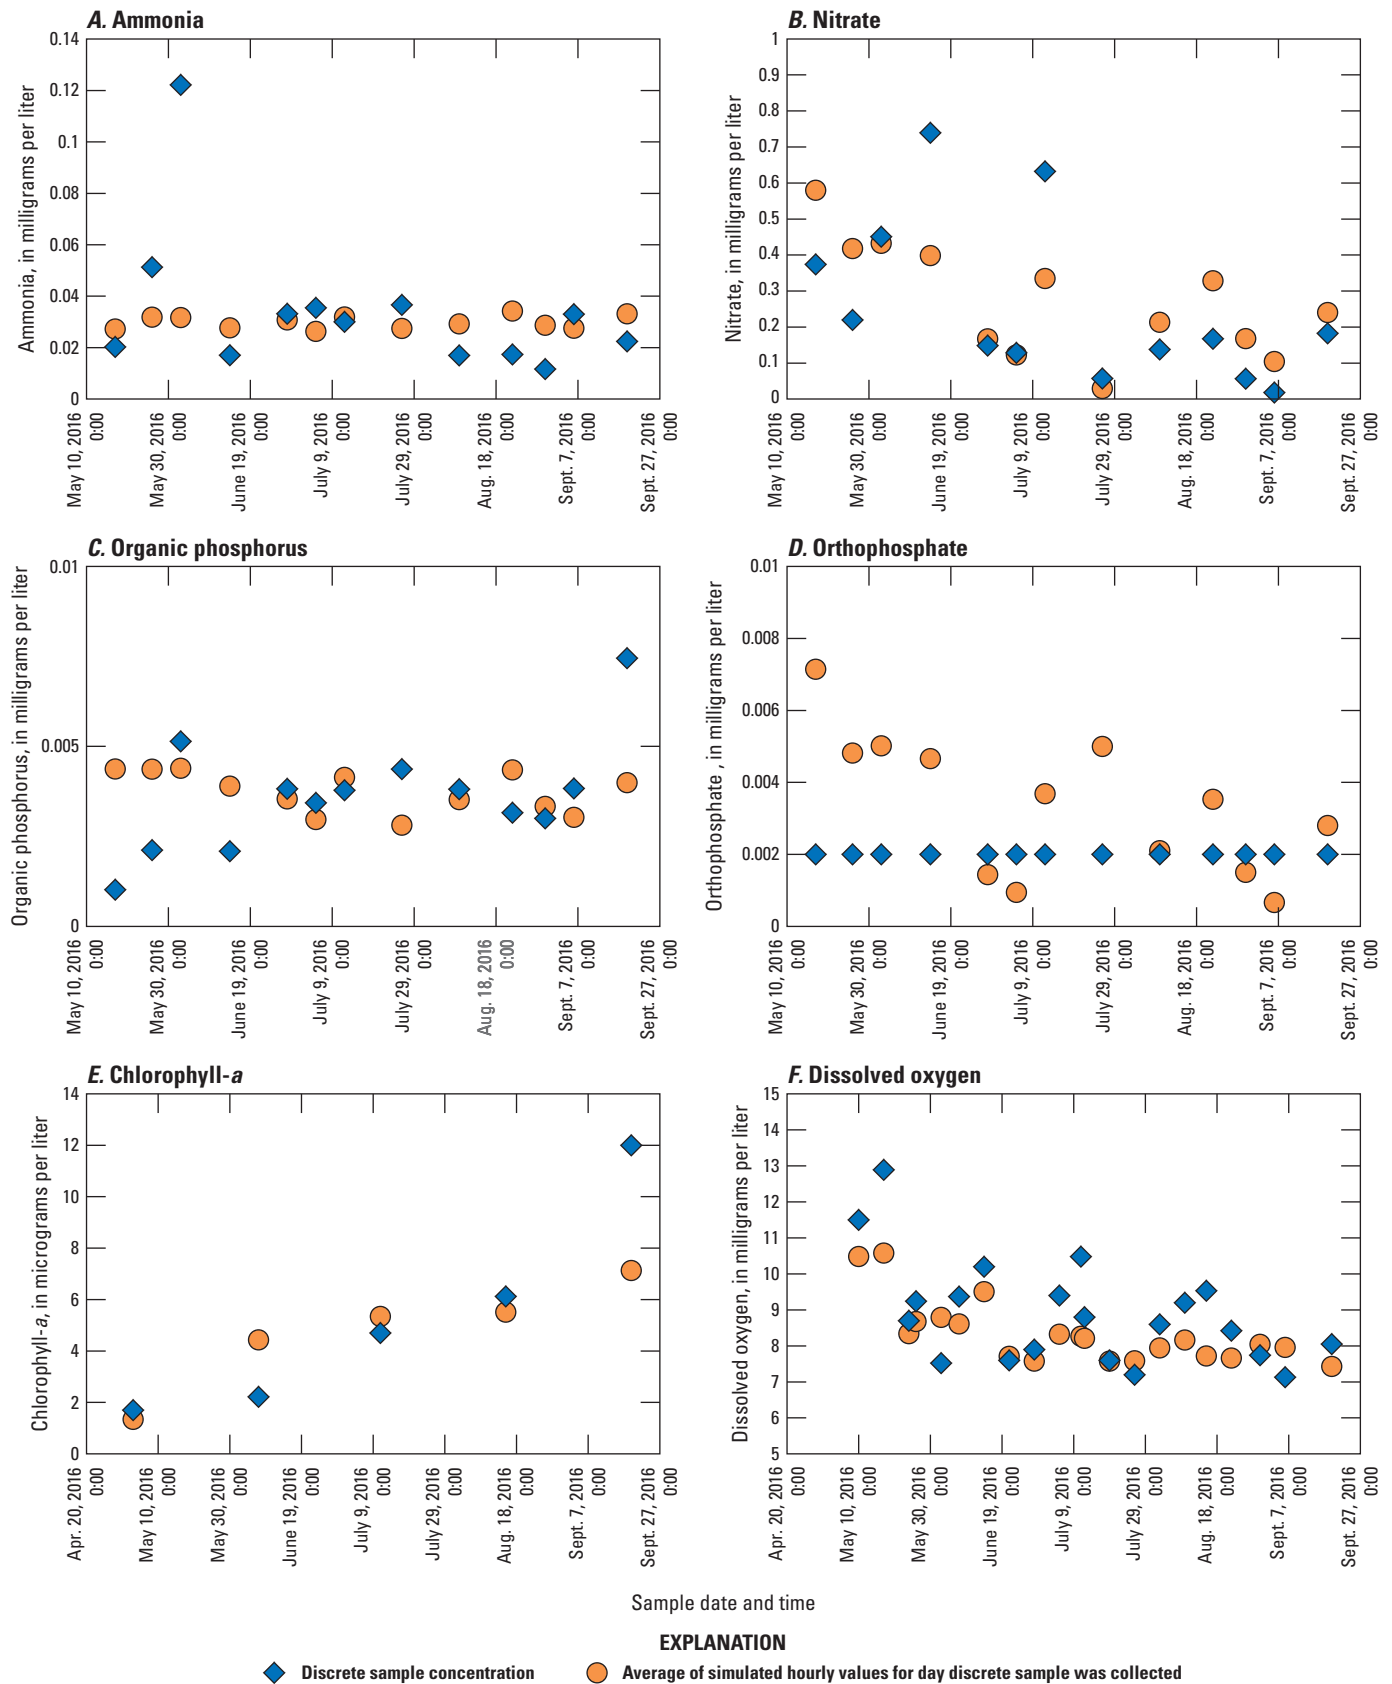 A. Ammonia
Ammonia, in milligrams per liter
0.14
0.12
0.1
0.08
0.06
0.04
0.02
0
May 10, 2016 0:00
May 30, 2016 0:00
June 19, 2016 0:00
July 9, 2016 0:00
July 29, 2016 0:00
Aug. 18, 2016 0:00
Sept. 7, 2016 0:00
Sept. 27, 2016 0:00
B. Nitrate
Nitrate, in milligrams per liter
1
0.9
0.8
0.7
0.6
0.5
0.4
0.3
0.2
0.1
0
May 10, 2016 0:00
May 30, 2016 0:00
June 19, 2016 0:00
July 9, 2016 0:00
July 29, 2016 0:00
Aug. 18, 2016 0:00
Sept. 7, 2016 0:00
Sept. 27, 2016 0:00
C. Organic phosphorus
Organic phosphorus, in milligrams per liter
0.01
0.005
0
May 10, 2016 0:00
May 30, 2016 0:00
June 19, 2016 0:00
July 9, 2016 0:00
July 29, 2016 0:00
Aug. 18, 2016 0:00
Sept. 7, 2016 0:00
Sept. 27, 2016 0:00
D. Orthophosphate
Orthophosphate , in milligrams per liter
0.01
0.008
0.006
0.004
0.002
0
May 10, 2016 0:00
May 30, 2016 0:00
June 19, 2016 0:00
July 9, 2016 0:00
July 29, 2016 0:00
Aug. 18, 2016 0:00
Sept. 7, 2016 0:00
Sept. 27, 2016 0:00
E. Chlorophyll-a
Chlorophyll-a, in micrograms per liter
14
12
10
8
6
4
2
0
Apr. 20, 2016 0:00
May 10, 2016 0:00
May 30, 2016 0:00
June 19, 2016 0:00
July 9, 2016 0:00
July 29, 2016 0:00
Aug. 18, 2016 0:00
Sept. 7, 2016 0:00
Sept. 27, 2016 0:00
F. Dissolved oxygen
Dissolved oxygen, in milligrams per liter
15
14
13
12
11
10
9
8
7
6
5
Apr. 20, 2016 0:00
May 10, 2016 0:00
May 30, 2016 0:00
June 19, 2016 0:00
July 9, 2016 0:00
July 29, 2016 0:00
Aug. 18, 2016 0:00
Sept. 7, 2016 0:00
Sept. 27, 2016 0:00
Sample date and time
EXPLANATION
Discrete sample concentration
Average of simulated hourly values for day discrete sample was collected